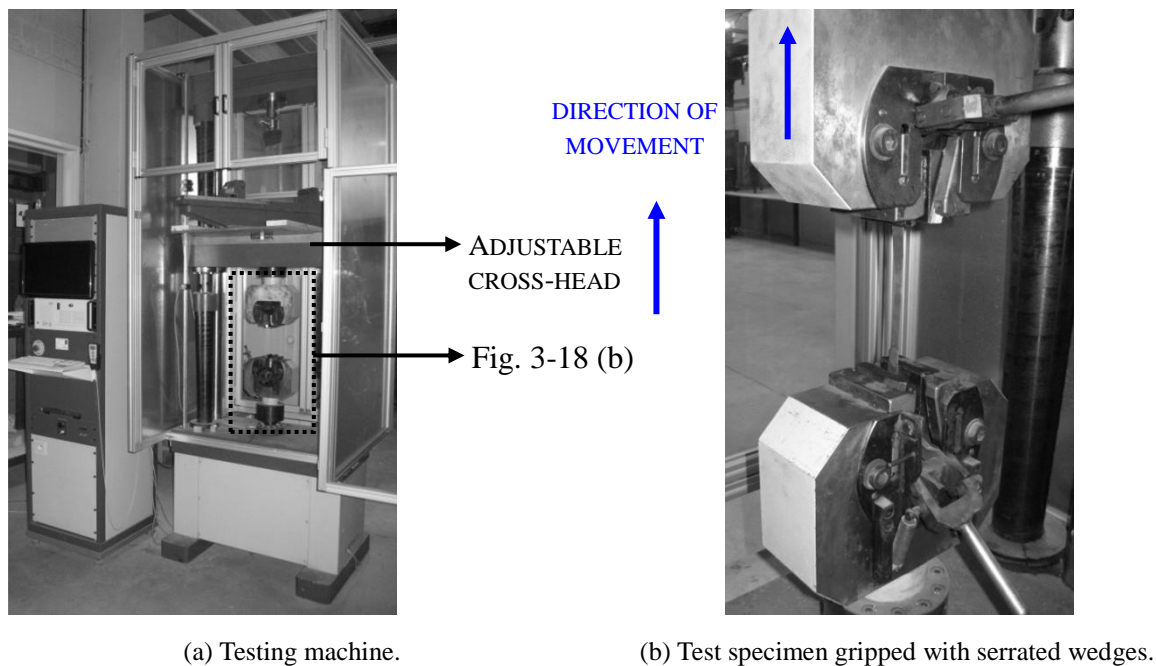 DIRECTION OF
MOVEMENT
ADJUSTABLE
CROSS-HEAD
Fig. 3-18 (b)
(a) Testing machine.
(b) Test specimen gripped with serrated wedges.